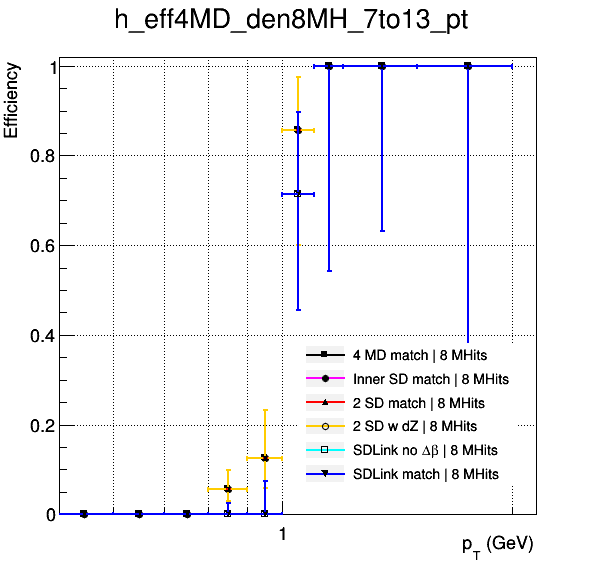 h_eff4MD_den8MH_7to13_pt
Efficiency
1
0.8
0.6
0.4
0.2
0
4 MD match | 8 MHits
Inner SD match | 8 MHits
2 SD match | 8 MHits
2 SD w dZ | 8 MHits
SDLink no Δβ | 8 MHits
SDLink match | 8 MHits
1
p_T (GeV)